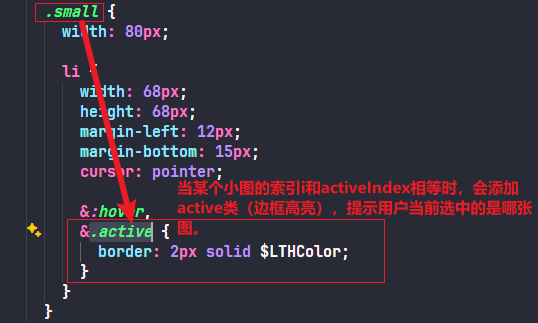 .small {
width: 80px;
li {
width: 68px;
height: 68px;
margin-left: 12px;
margin-bottom: 15px;
cursor: pointer;
当某个小图的索引i和activeIndex相等时，会添加
active类（边框高亮），提示用户当前选中的是哪张
图。
&:hover,
&.active {
border: 2px solid $LTHColor;
}
}
}